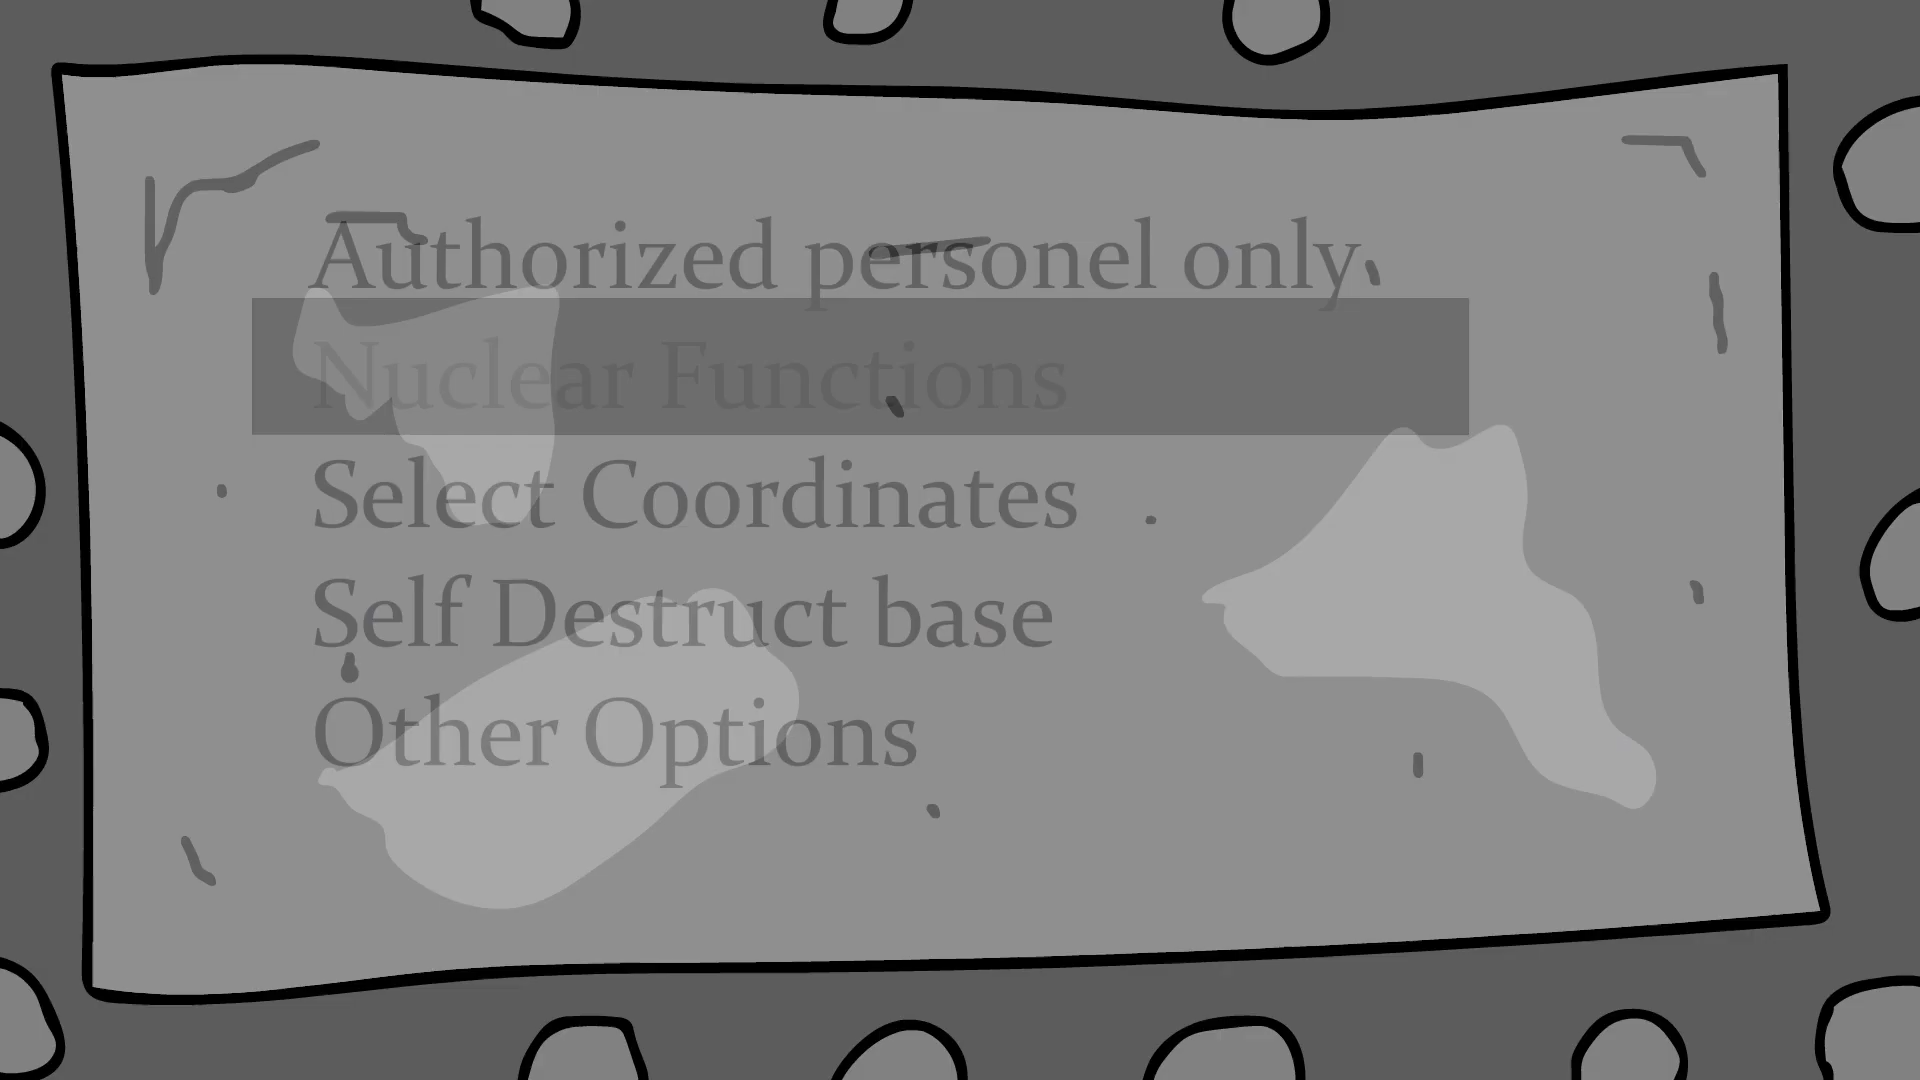 Authorized personel only.
Nuclear Functions
Select Coordinates
Self Destruct base
Other Options